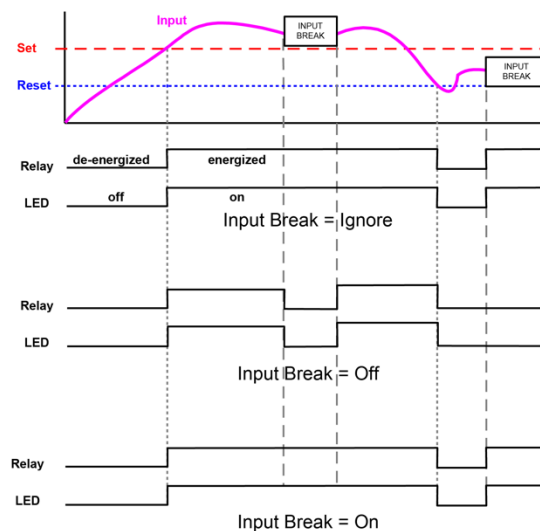 Input
INPUT
BREAK
Set
INPUT
BREAK
Reset
de-energized
energized
Relay
off
on
LED
Input Break = Ignore
Relay
LED
Input Break = Off
Relay
LED
Input Break = On